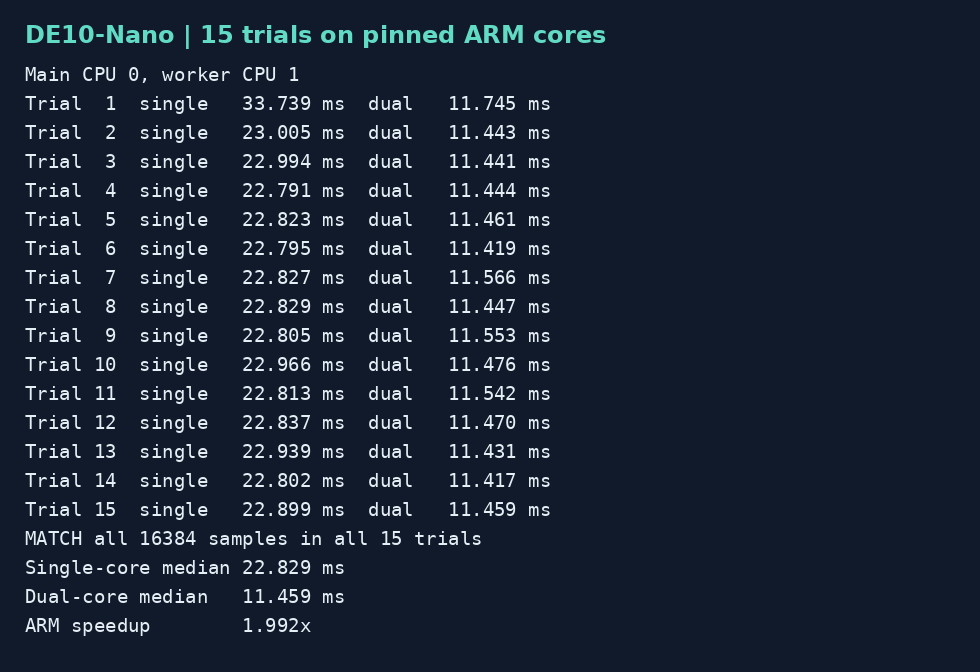 DE10-Nano | 15 trials on pinned ARM cores
Main CPU 0, worker CPU 1
Trial  1  single   33.739 ms  dual   11.745 ms
Trial  2  single   23.005 ms  dual   11.443 ms
Trial  3  single   22.994 ms  dual   11.441 ms
Trial  4  single   22.791 ms  dual   11.444 ms
Trial  5  single   22.823 ms  dual   11.461 ms
Trial  6  single   22.795 ms  dual   11.419 ms
Trial  7  single   22.827 ms  dual   11.566 ms
Trial  8  single   22.829 ms  dual   11.447 ms
Trial  9  single   22.805 ms  dual   11.553 ms
Trial 10  single   22.966 ms  dual   11.476 ms
Trial 11  single   22.813 ms  dual   11.542 ms
Trial 12  single   22.837 ms  dual   11.470 ms
Trial 13  single   22.939 ms  dual   11.431 ms
Trial 14  single   22.802 ms  dual   11.417 ms
Trial 15  single   22.899 ms  dual   11.459 ms
MATCH all 16384 samples in all 15 trials
Single-core median 22.829 ms
Dual-core median   11.459 ms
ARM speedup        1.992x